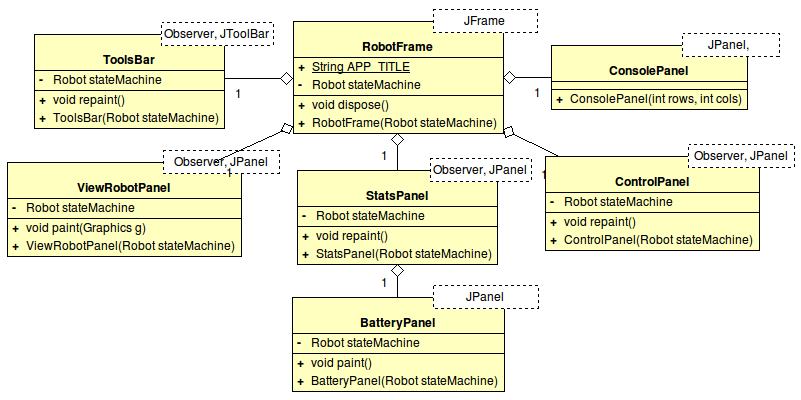 Observer, JToolBar
ToolsBar
- Robot stateMachine
+ void repaint()
+ ToolsBar(Robot stateMachine)
1
JFrame
RobotFrame
+ String APP_TITLE
- Robot stateMachine
+ void dispose()
+ RobotFrame(Robot stateMachine)
1
JPanel,
ConsolePanel
+ ConsolePanel(int rows, int cols)
Observer, JPanel
1
ViewRobotPanel
- Robot stateMachine
+ void paint(Graphics g)
+ ViewRobotPanel(Robot stateMachine)
1
Observer, JPanel
StatsPanel
- Robot stateMachine
+ void repaint()
+ StatsPanel(Robot stateMachine)
1
Observer, JPanel
ControlPanel
- Robot stateMachine
+ void repaint()
+ ControlPanel(Robot stateMachine)
1
JPanel
BatteryPanel
- Robot stateMachine
+ void paint()
+ BatteryPanel(Robot stateMachine)